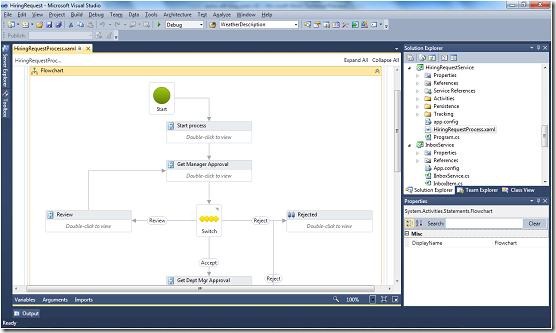 HiringRequest - Microsoft Visual Studio
File Edit View Project Build Debug Team Data Tools Architecture Test Analyze Window Help
Debug WeatherDescription
Publish:
HiringRequestProcess.xaml
Solution Explorer
HiringRequestProc...
Expand All Collapse All
Flowchart
Start
Start process
Double-click to view
Get Manager Approval
Double-click to view
Review
Double-click to view
Review
Switch
Reject
Rejected
Double-click to view
Accept
Reject
Get Dept Mgr Approval
Double-click to view
Variables Arguments Imports
100%
Server Explorer
Toolbox
HiringRequestService
Properties
References
Service References
Activities
Persistence
Tracking
app.config
HiringRequestProcess.xaml
Program.cs
InboxService
Properties
References
App.config
IInboxService.cs
InboxItem.cs
Solution Explorer Team Explorer Class View
Properties
System.Activities.Statements.Flowchart
Search: Clear
Misc
DisplayName Flowchart
Output
Ready